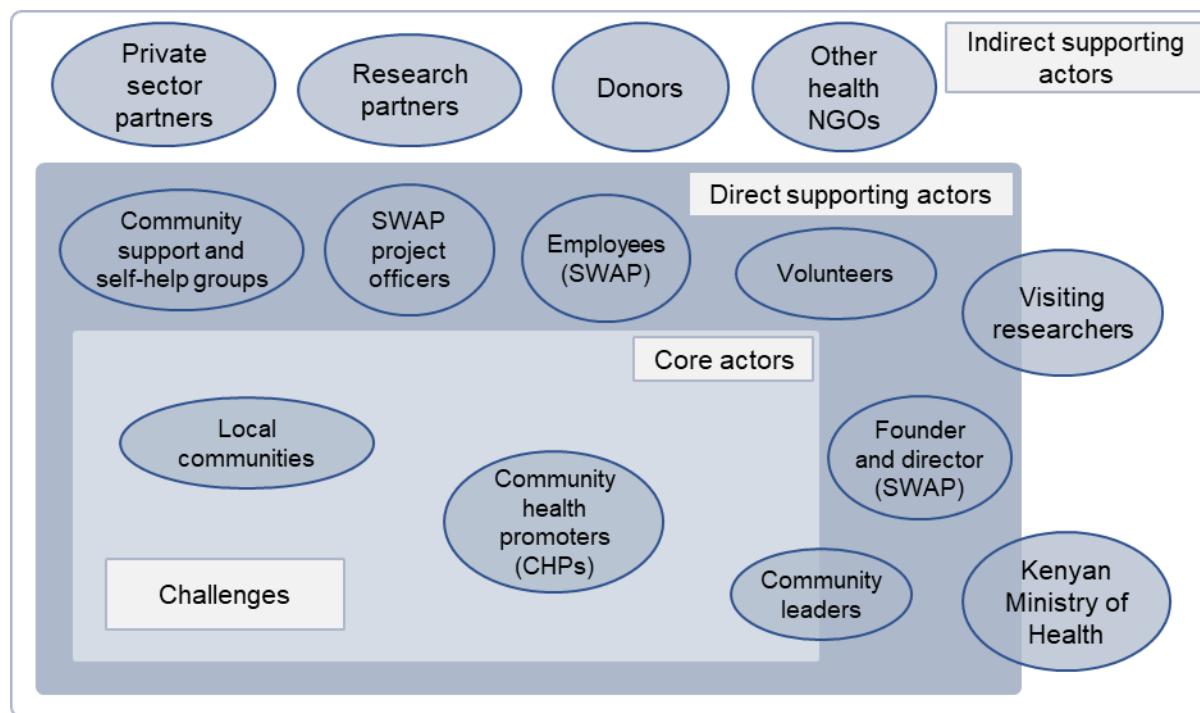 Private
sector
partners
Research
partners
Donors
Other
health
NGOs
Indirect supporting
actors
Direct supporting actors
Community
support and
self-help groups
SWAP
project
officers
Employees
(SWAP)
Volunteers
Visiting
researchers
Core actors
Local
communities
Community
health
promoters
(CHPs)
Founder
and director
(SWAP)
Challenges
Community
leaders
Kenyan
Ministry of
Health